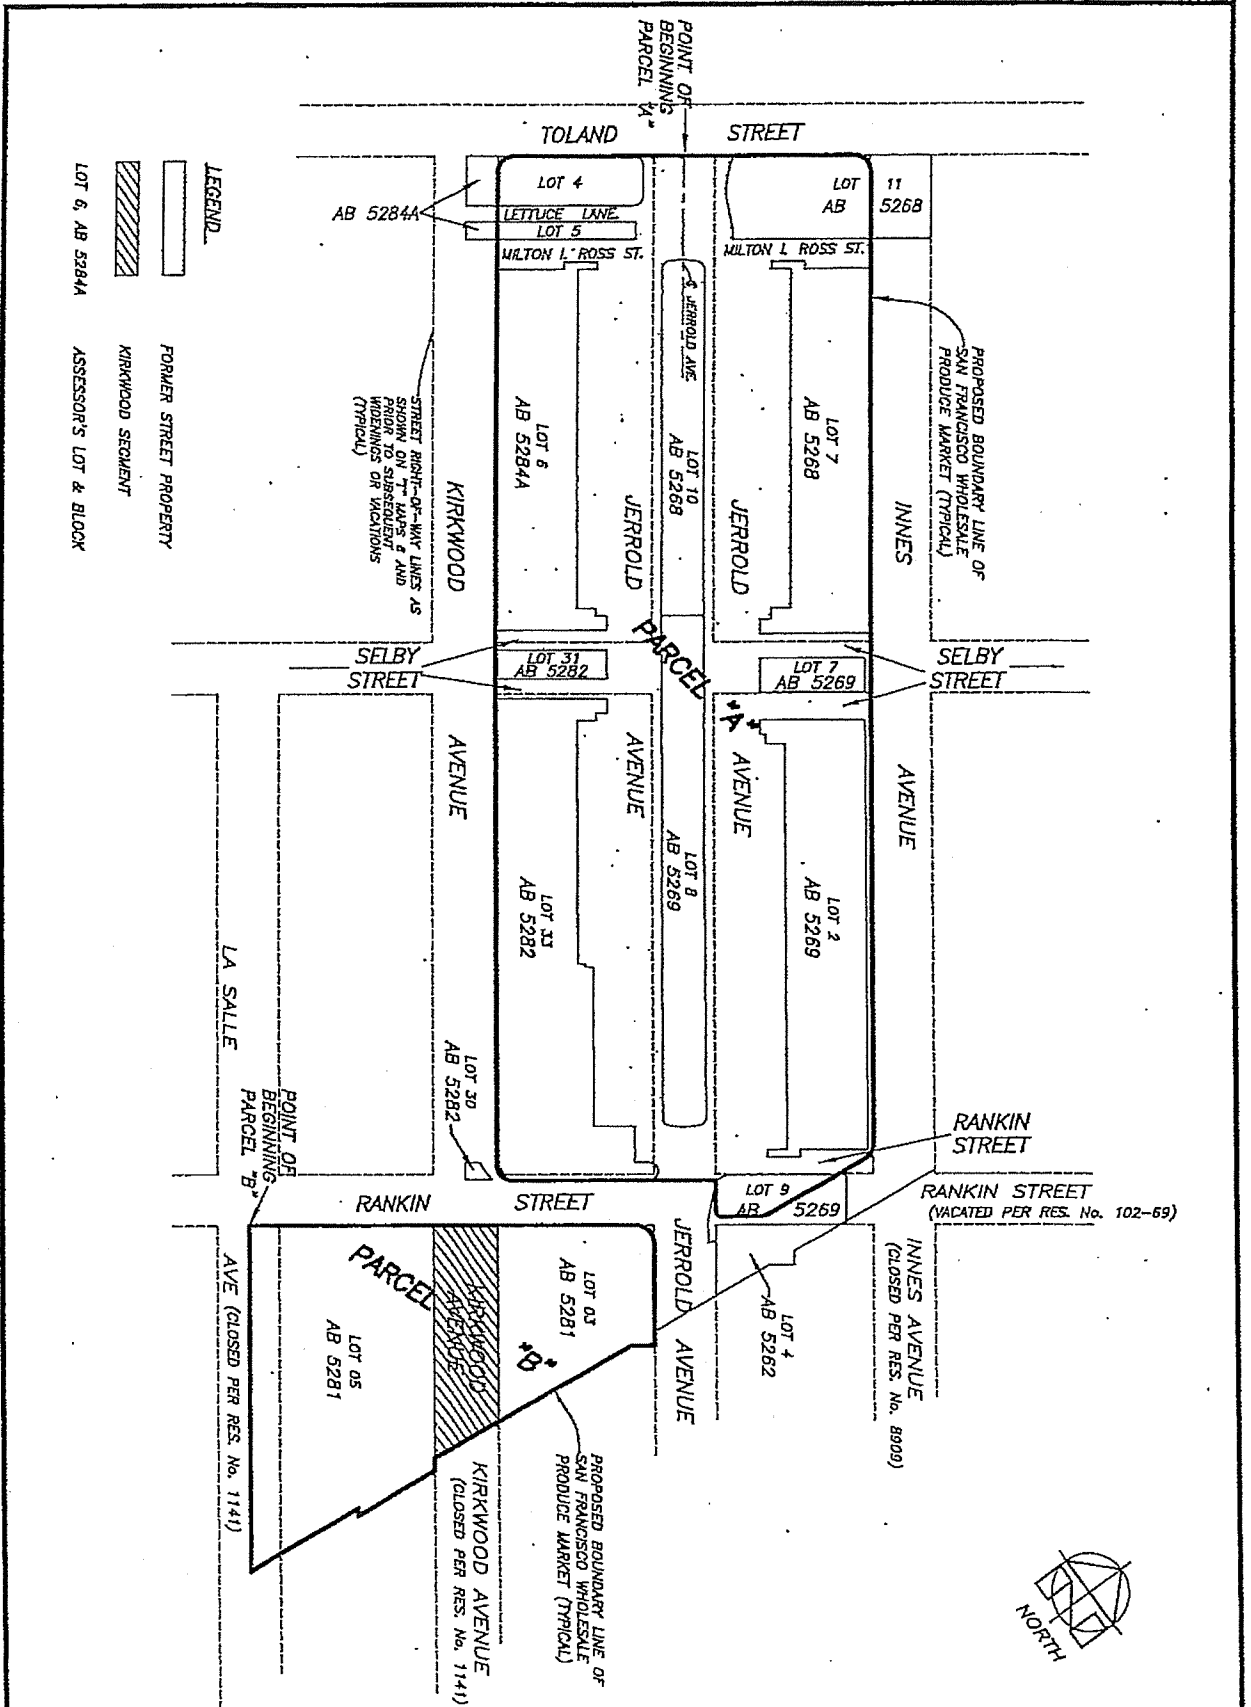 POINT OF
BEGINNING
PARCEL "A"
TOLAND STREET
LOT 4
LETTUCE LANE
LOT 5
MILTON I. ROSS ST.
AB 5284A
LOT 11
AB 5268
MILTON I. ROSS ST.
PROPOSED BOUNDARY LINE OF
SAN FRANCISCO WHOLESALE
PRODUCE MARKET (TYPICAL)
LEGEND
FORMER STREET PROPERTY
KIRKWOOD SEGMENT
LOT 6, AB 5284A ASSESSOR'S LOT & BLOCK
STREET RIGHT-OF-WAY LINES AS
SHOWN ON "T" MAPS & AND
PRIOR TO SUBSEQUENT
WIDENINGS OR VACATIONS
(TYPICAL)
JERROLD AVE.
LOT 6
AB 5284A
LOT 10
AB 5268
LOT 7
AB 5268
KIRKWOOD
JERROLD
JERROLD
INNES
SELBY
STREET
LOT 31
AB 5282
PARCEL "A"
LOT 7
AB 5269
SELBY
STREET
AVENUE
AVENUE
AVENUE
AVENUE
LOT 33
AB 5282
LOT 8
AB 5269
LOT 2
AB 5269
LA SALLE
LOT 30
AB 5282
POINT OF
BEGINNING
PARCEL "B"
RANKIN
STREET
RANKIN STREET
LOT 9
AB 5269
RANKIN STREET
(VACATED PER RES. No. 102-69)
AVE (CLOSED PER RES. No. 1141)
PARCEL "B"
LOT 05
AB 5281
KIRKWOOD
AVENUE
LOT 03
AB 5281
JERROLD AVENUE
LOT 4
AB 5262
INNES AVENUE
(CLOSED PER RES. No. 8909)
KIRKWOOD AVENUE
(CLOSED PER RES. No. 1141)
PROPOSED BOUNDARY LINE OF
SAN FRANCISCO WHOLESALE
PRODUCE MARKET (TYPICAL)
NORTH